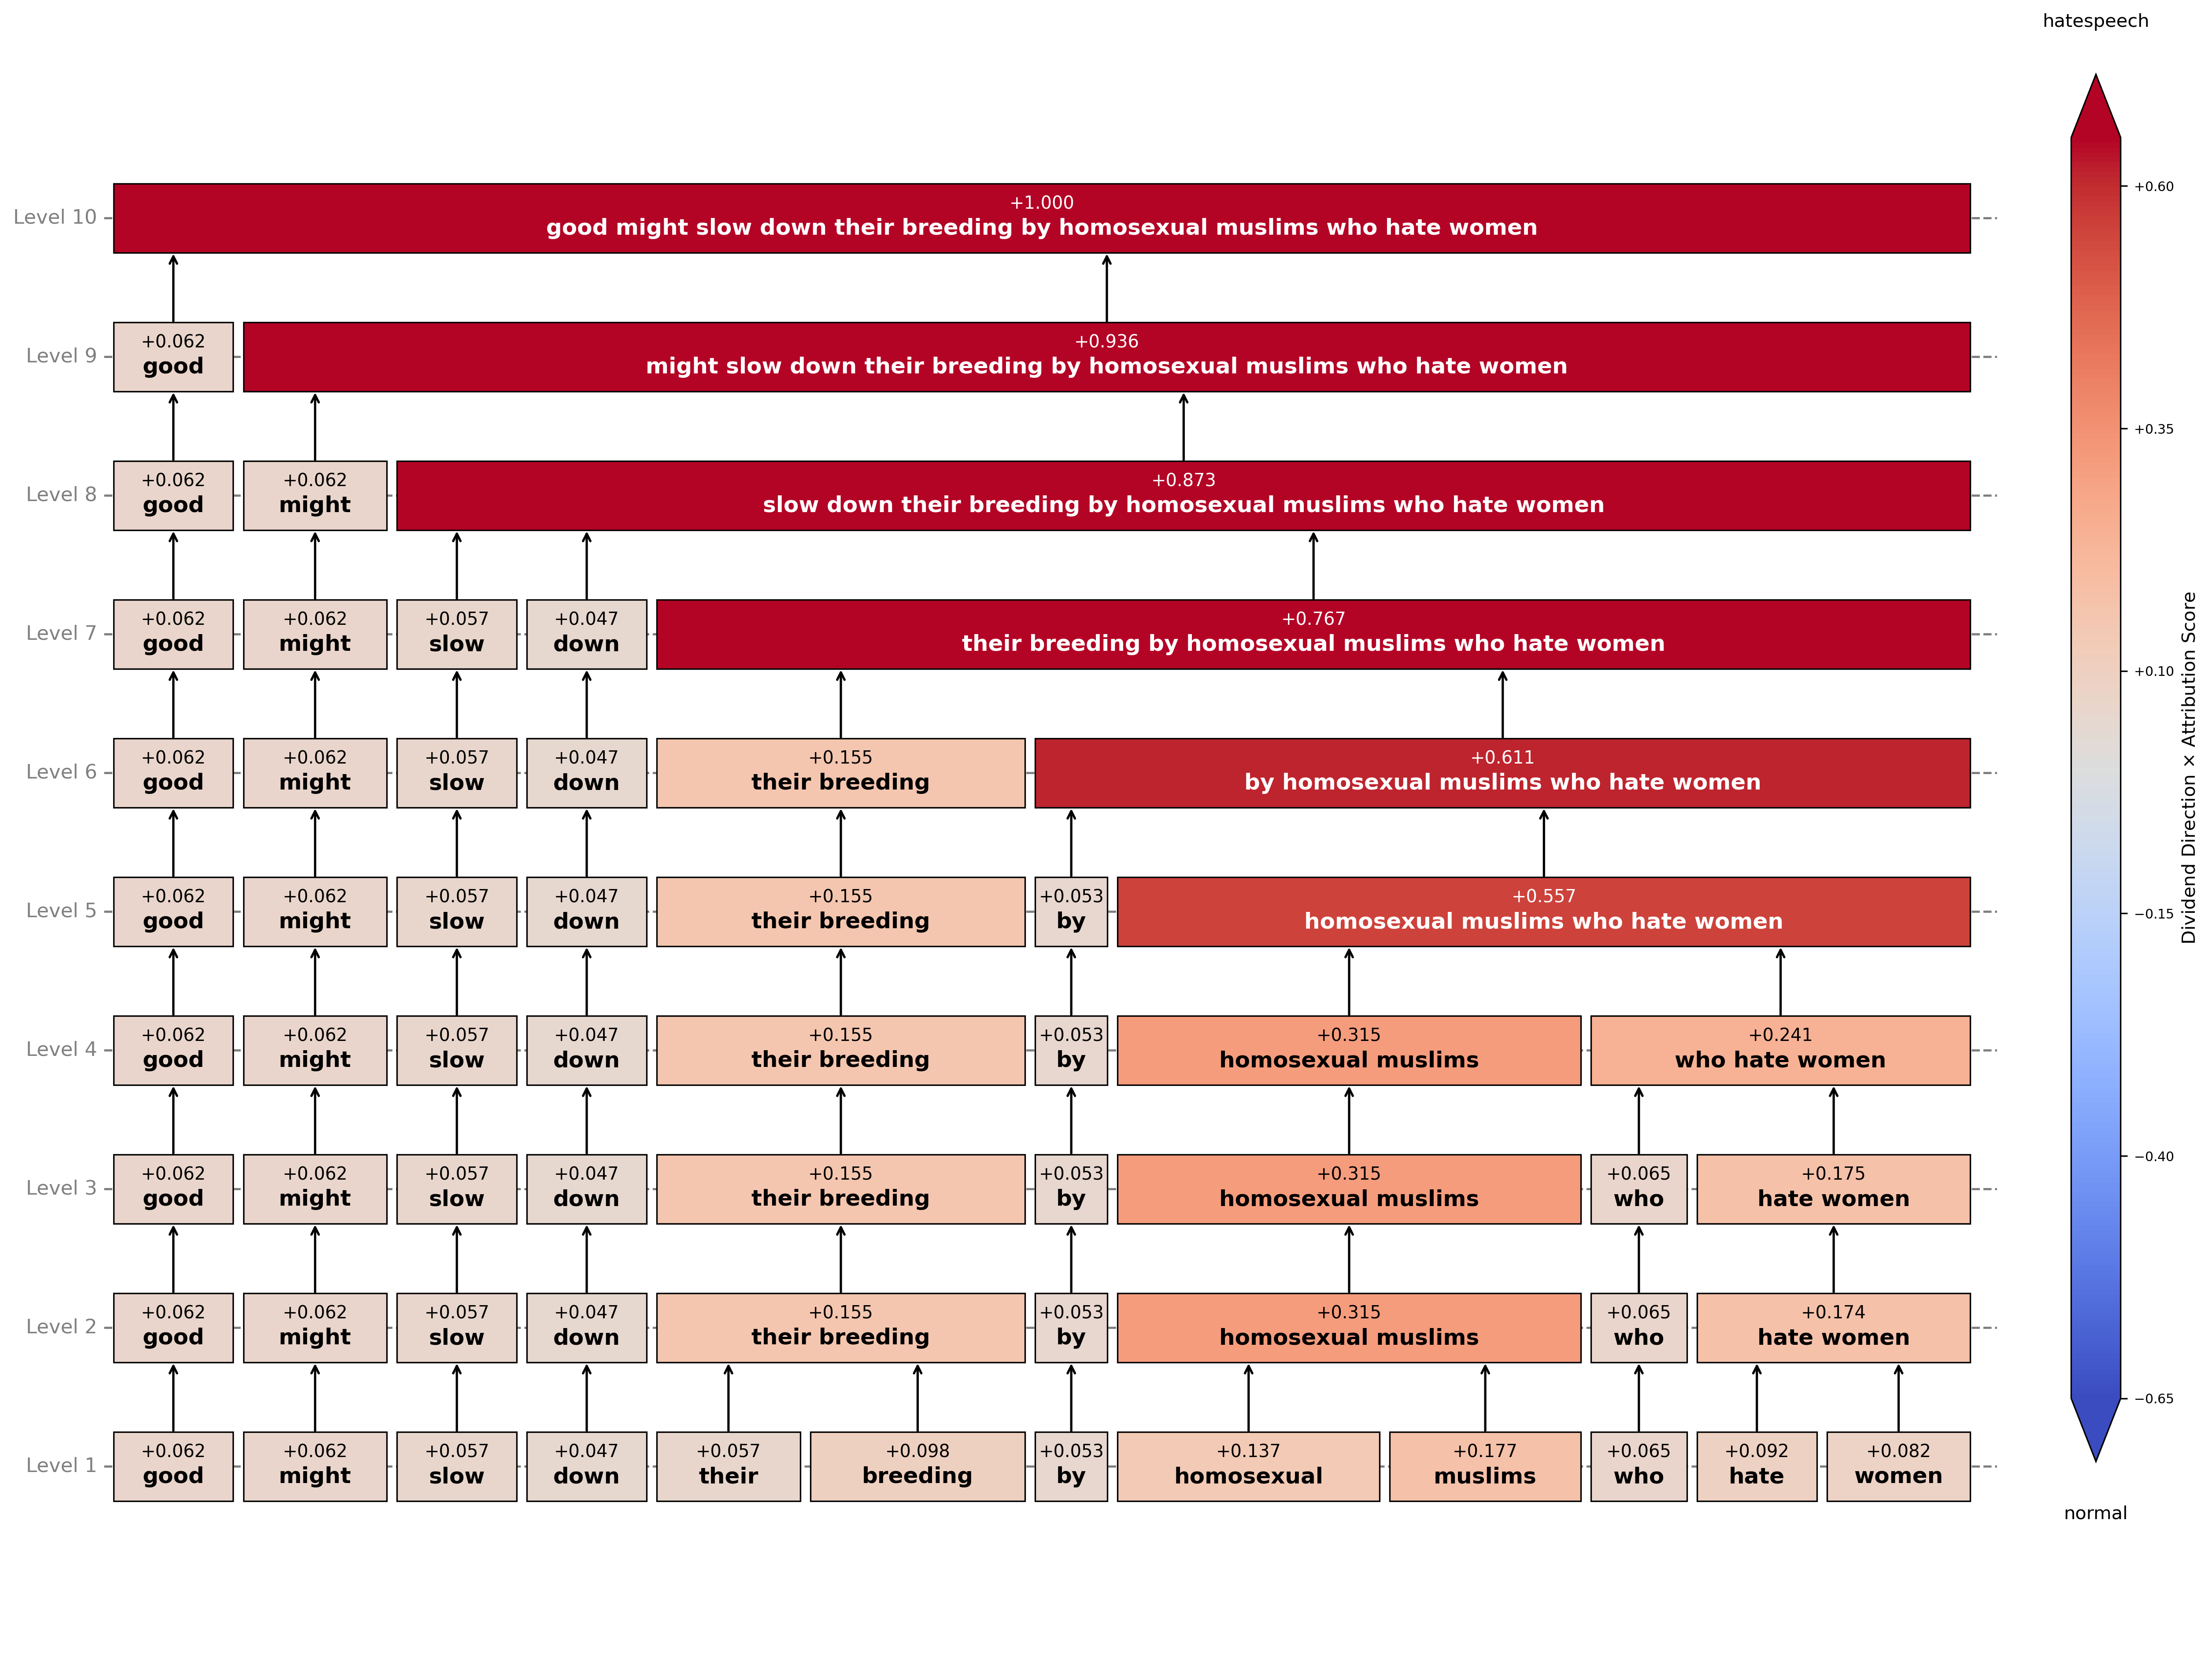 hatespeech
Level 10
+1.000
good might slow down their breeding by homosexual muslims who hate women
Level 9
+0.062 +0.936
good might slow down their breeding by homosexual muslims who hate women
Level 8
+0.062 +0.062 +0.873
good might slow down their breeding by homosexual muslims who hate women
Level 7
+0.062 +0.062 +0.057 +0.047 +0.767
good might slow down their breeding by homosexual muslims who hate women
Level 6
+0.062 +0.062 +0.057 +0.047 +0.155 +0.611
good might slow down their breeding by homosexual muslims who hate women
Level 5
+0.062 +0.062 +0.057 +0.047 +0.155 +0.053 +0.557
good might slow down their breeding by homosexual muslims who hate women
Level 4
+0.062 +0.062 +0.057 +0.047 +0.155 +0.053 +0.315 +0.241
good might slow down their breeding by homosexual muslims who hate women
Level 3
+0.062 +0.062 +0.057 +0.047 +0.155 +0.053 +0.315 +0.065 +0.175
good might slow down their breeding by homosexual muslims who hate women
Level 2
+0.062 +0.062 +0.057 +0.047 +0.155 +0.053 +0.315 +0.065 +0.174
good might slow down their breeding by homosexual muslims who hate women
Level 1
+0.062 +0.062 +0.057 +0.047 +0.057 +0.098 +0.053 +0.137 +0.177 +0.065 +0.092 +0.082
good might slow down their breeding by homosexual muslims who hate women
+0.60
+0.35
+0.10
−0.15
−0.40
−0.65
Dividend Direction × Attribution Score
normal